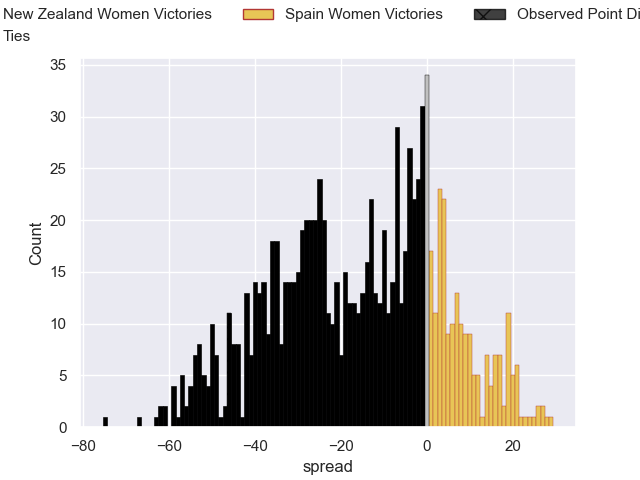 New Zealand Women Victories Spain Women Victories Observed Point Di
Ties
35
30
25
20
15
10
5
0
Count
−80 −60 −40 −20 0 20
spread